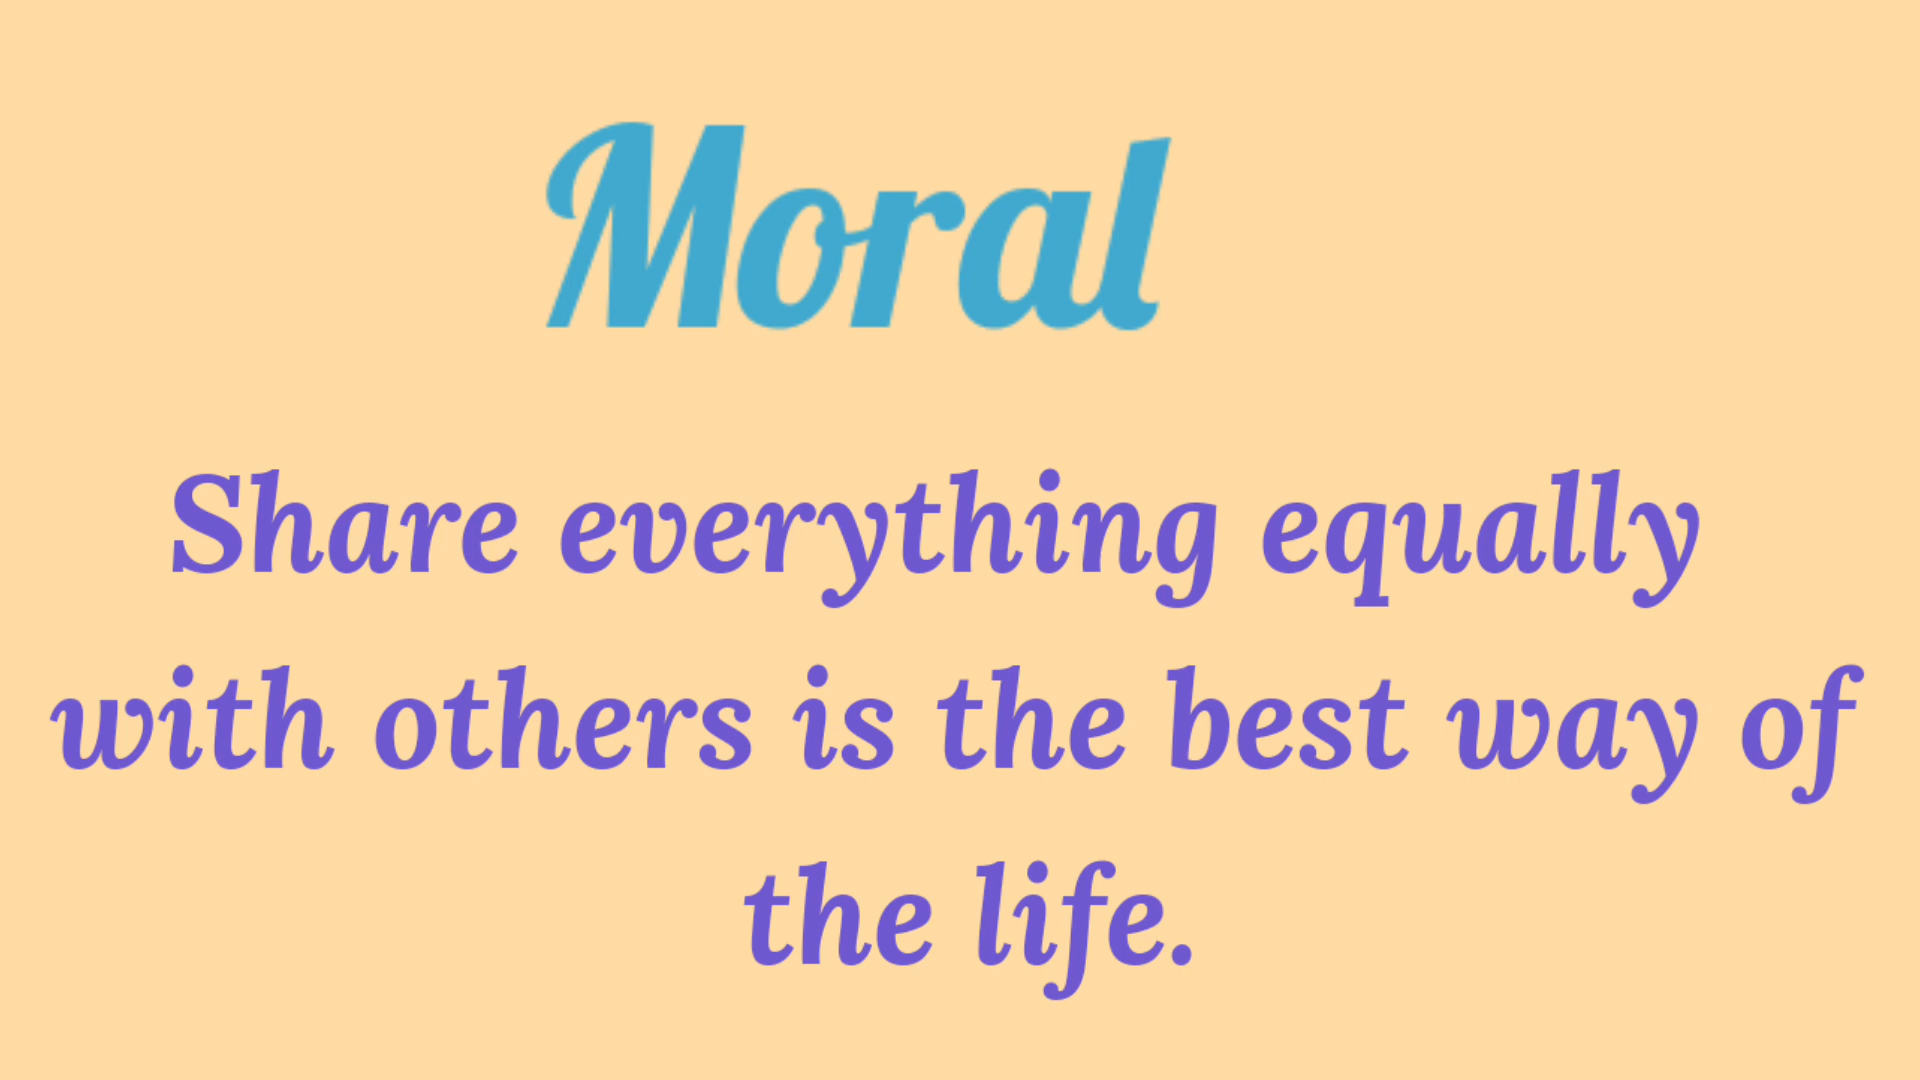 Moral
Share everything equally
with others is the best way of
the life.